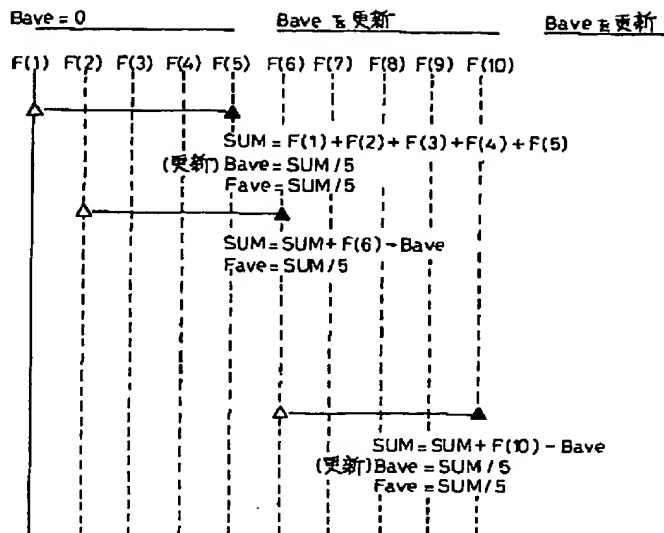 Bave = 0 Bave を更新 Bave を更新
F(1) F(2) F(3) F(4) F(5) F(6) F(7) F(8) F(9) F(10)
SUM = F(1) + F(2) + F(3) + F(4) + F(5)
(更新) Bave = SUM / 5
Fave = SUM / 5
SUM = SUM + F(6) - Bave
Fave = SUM / 5
SUM = SUM + F(10) - Bave
(更新) Bave = SUM / 5
Fave = SUM / 5